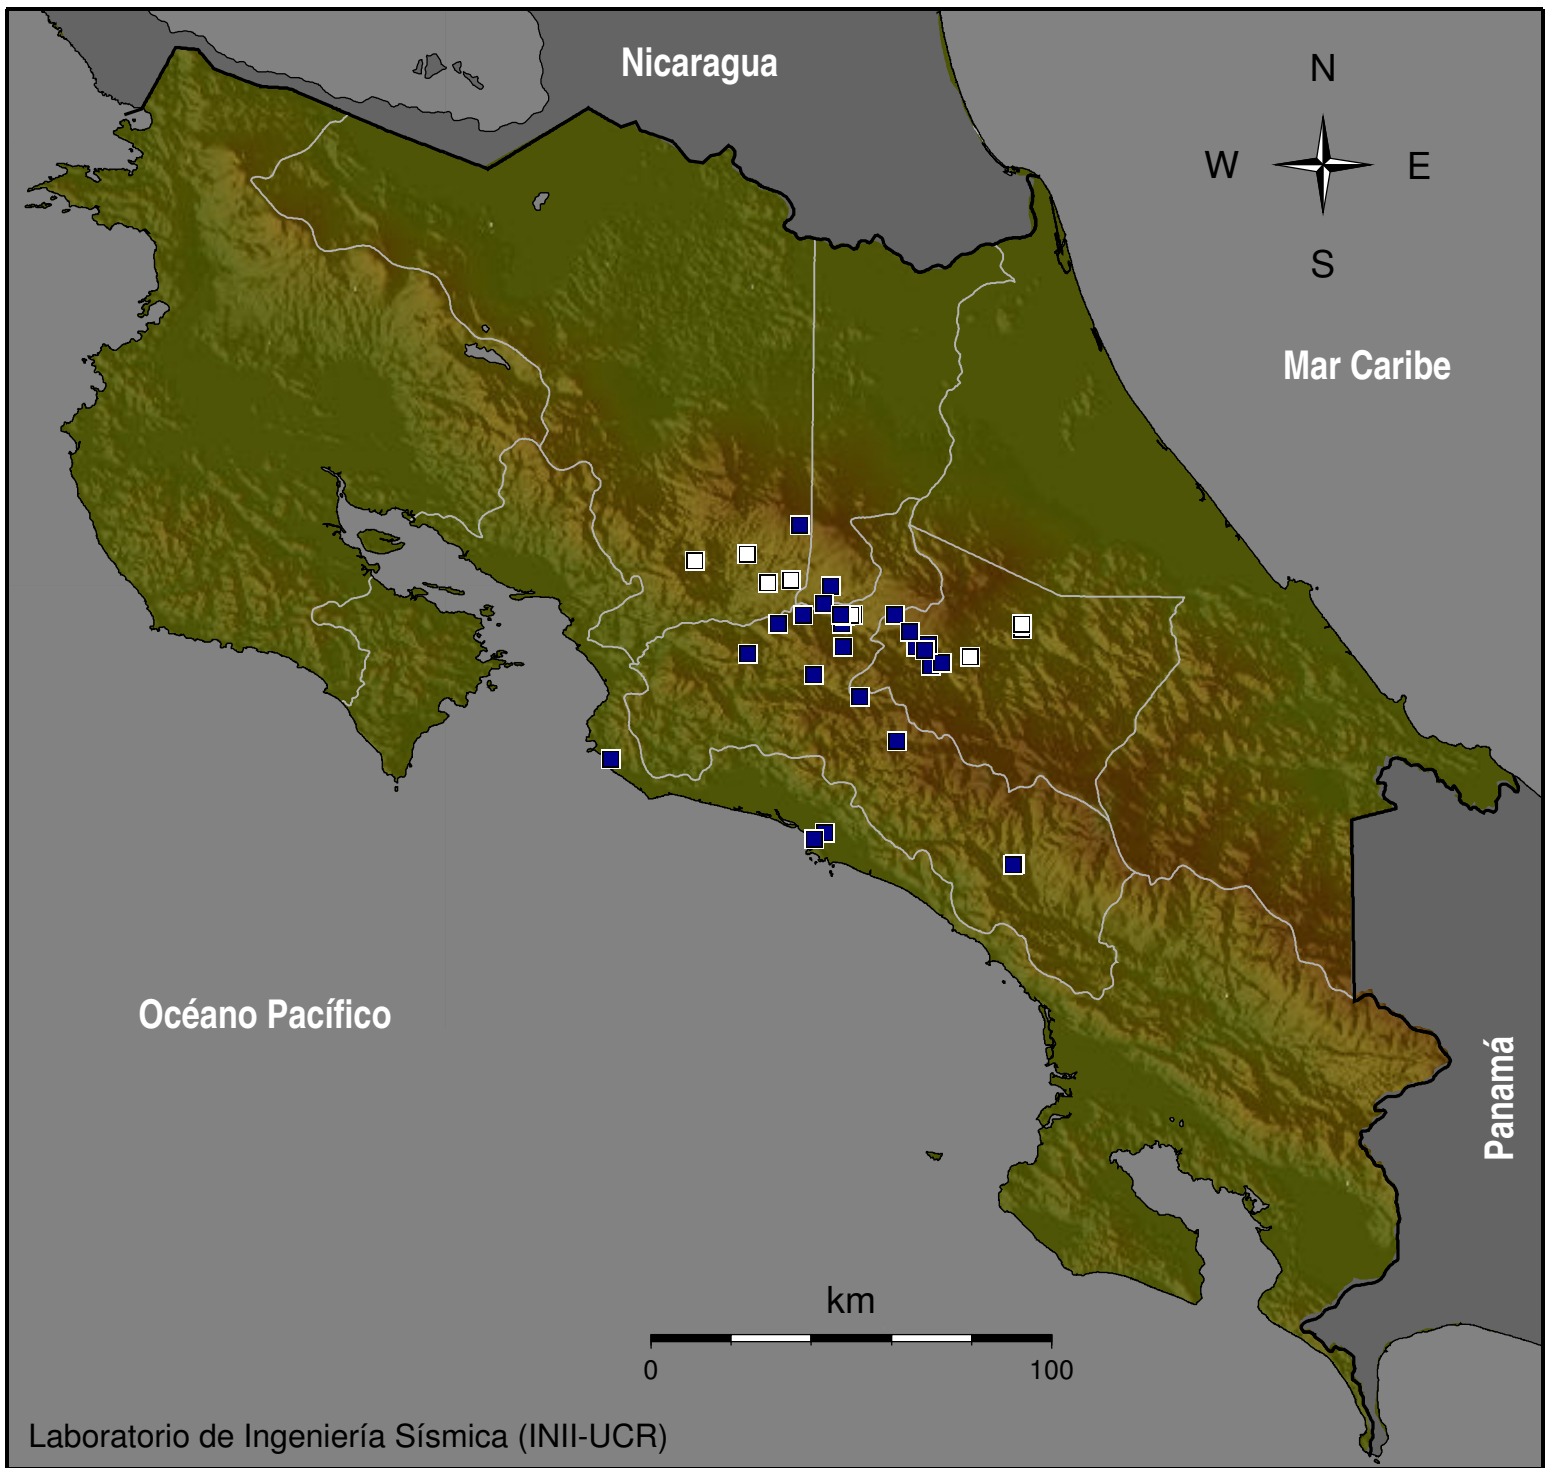 Nicaragua
N
W
E
S
Mar Caribe
Océano Pacífico
Panamá
km
0
100
Laboratorio de Ingeniería Sísmica (INII-UCR)